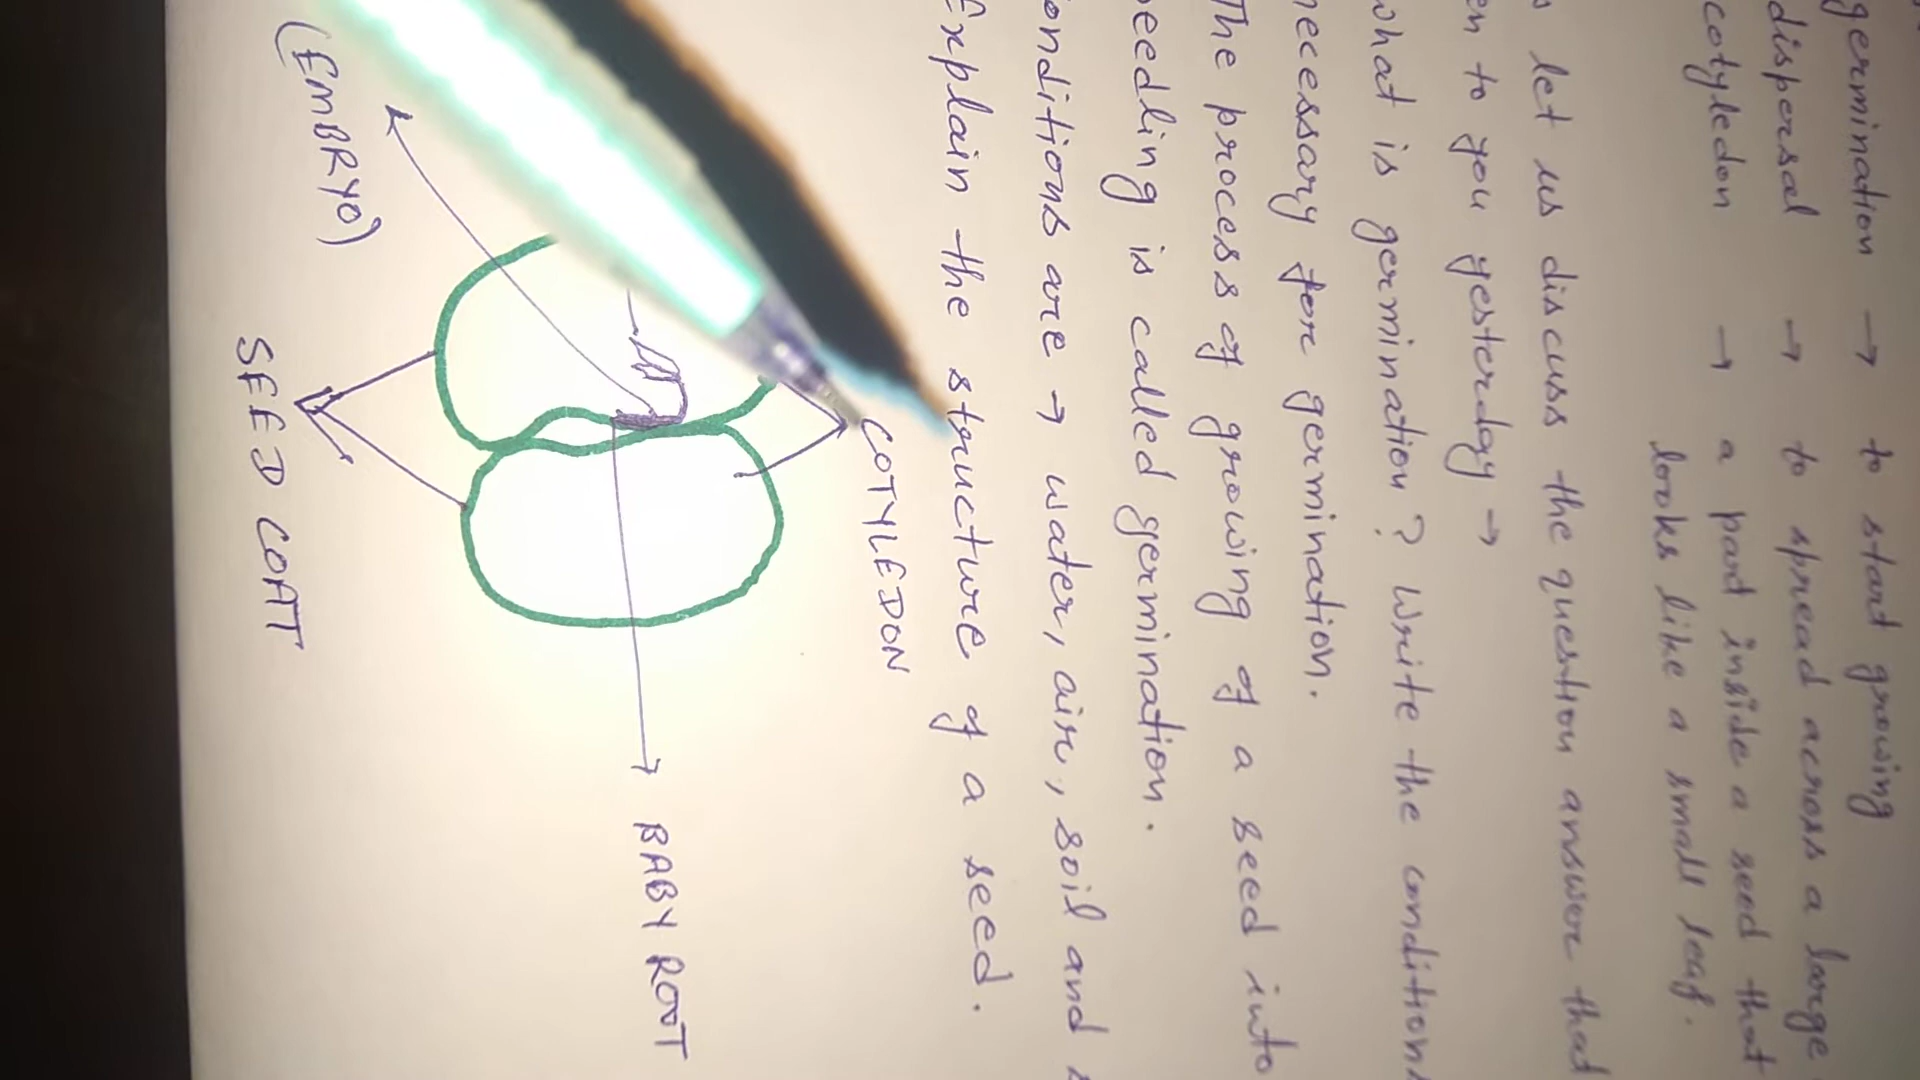 germination → to start growing
dispersal → to spread across a large
cotyledon → a part inside a seed that
looks like a small leaf.
let us discuss the question answer that
en to you yesterday →
what is germination? Write the conditions
necessary for germination.
The process of growing of a seed into
seedling is called germination.
onditions are → water, air, soil and
Explain the structure of a seed.
COTYLEDON
BABY ROOT
(EMBRYO)
SEED COAT